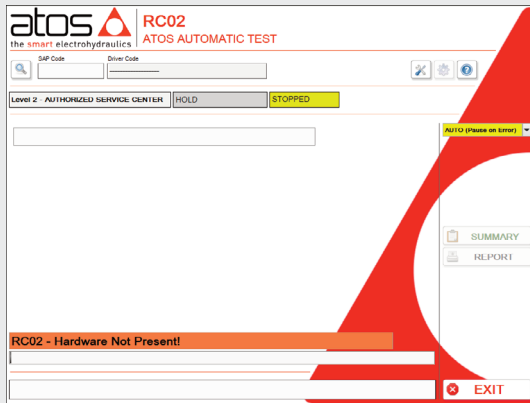 atos
the smart electrohydraulics
RC02
ATOS AUTOMATIC TEST
SAP Code
Driver Code
Level 2 - AUTHORIZED SERVICE CENTER
HOLD
STOPPED
AUTO (Pause on Error)
SUMMARY
REPORT
RC02 - Hardware Not Present!
EXIT